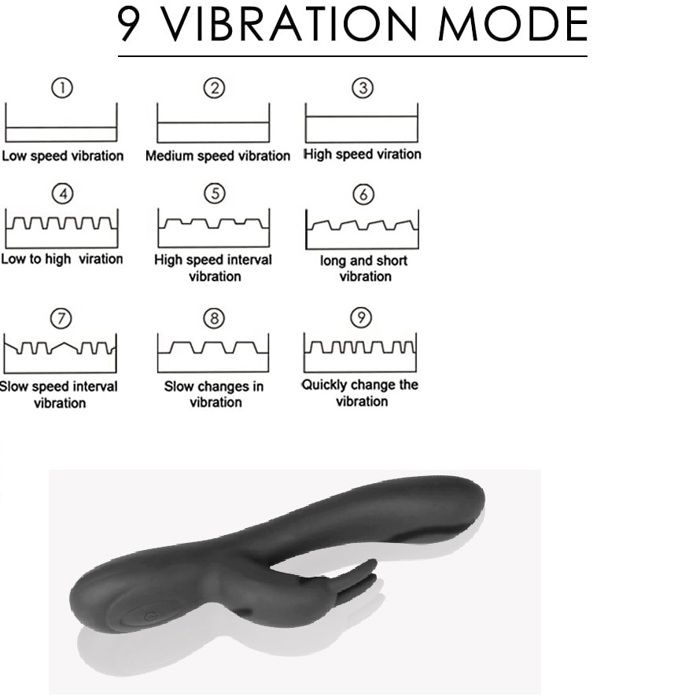 9 VIBRATION MODE
1 2 3
Low speed vibration Medium speed vibration High speed viration
4 5 6
Low to high viration High speed interval long and short
vibration vibration
7 8 9
Slow speed interval Slow changes in Quickly change the
vibration vibration vibration